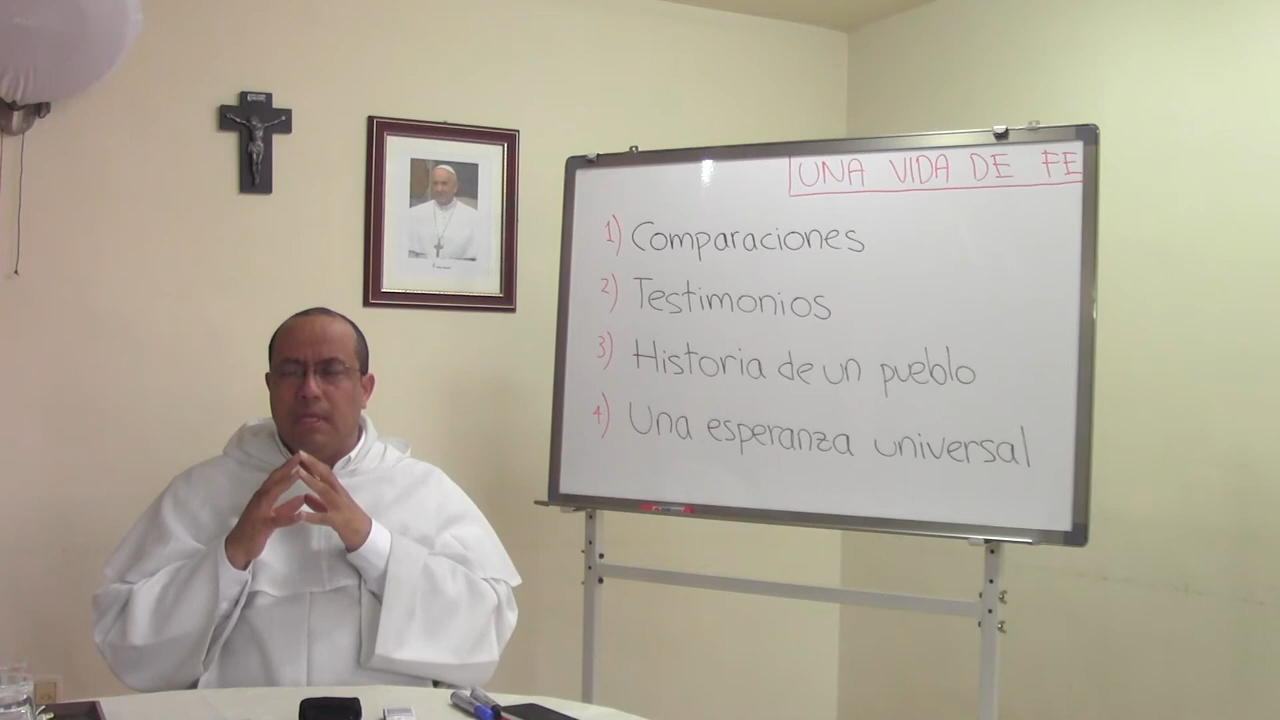 UNA VIDA DE FE
1) Comparaciones
2) Testimonios
3) Historia de un pueblo
4) Una esperanza universal